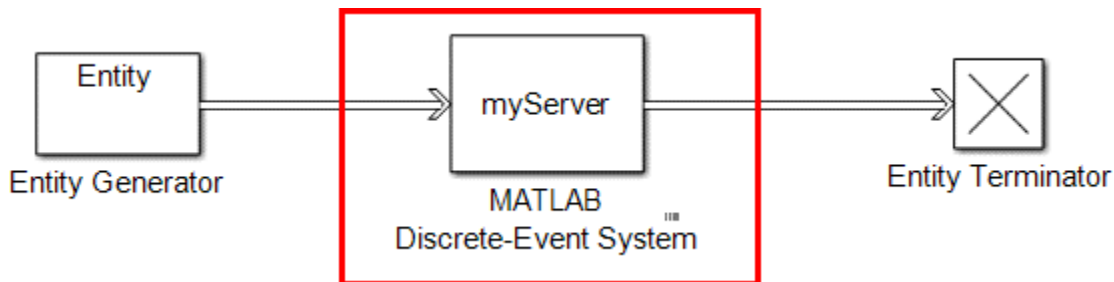 Entity
Entity Generator
myServer
MATLAB
Discrete-Event System
Entity Terminator